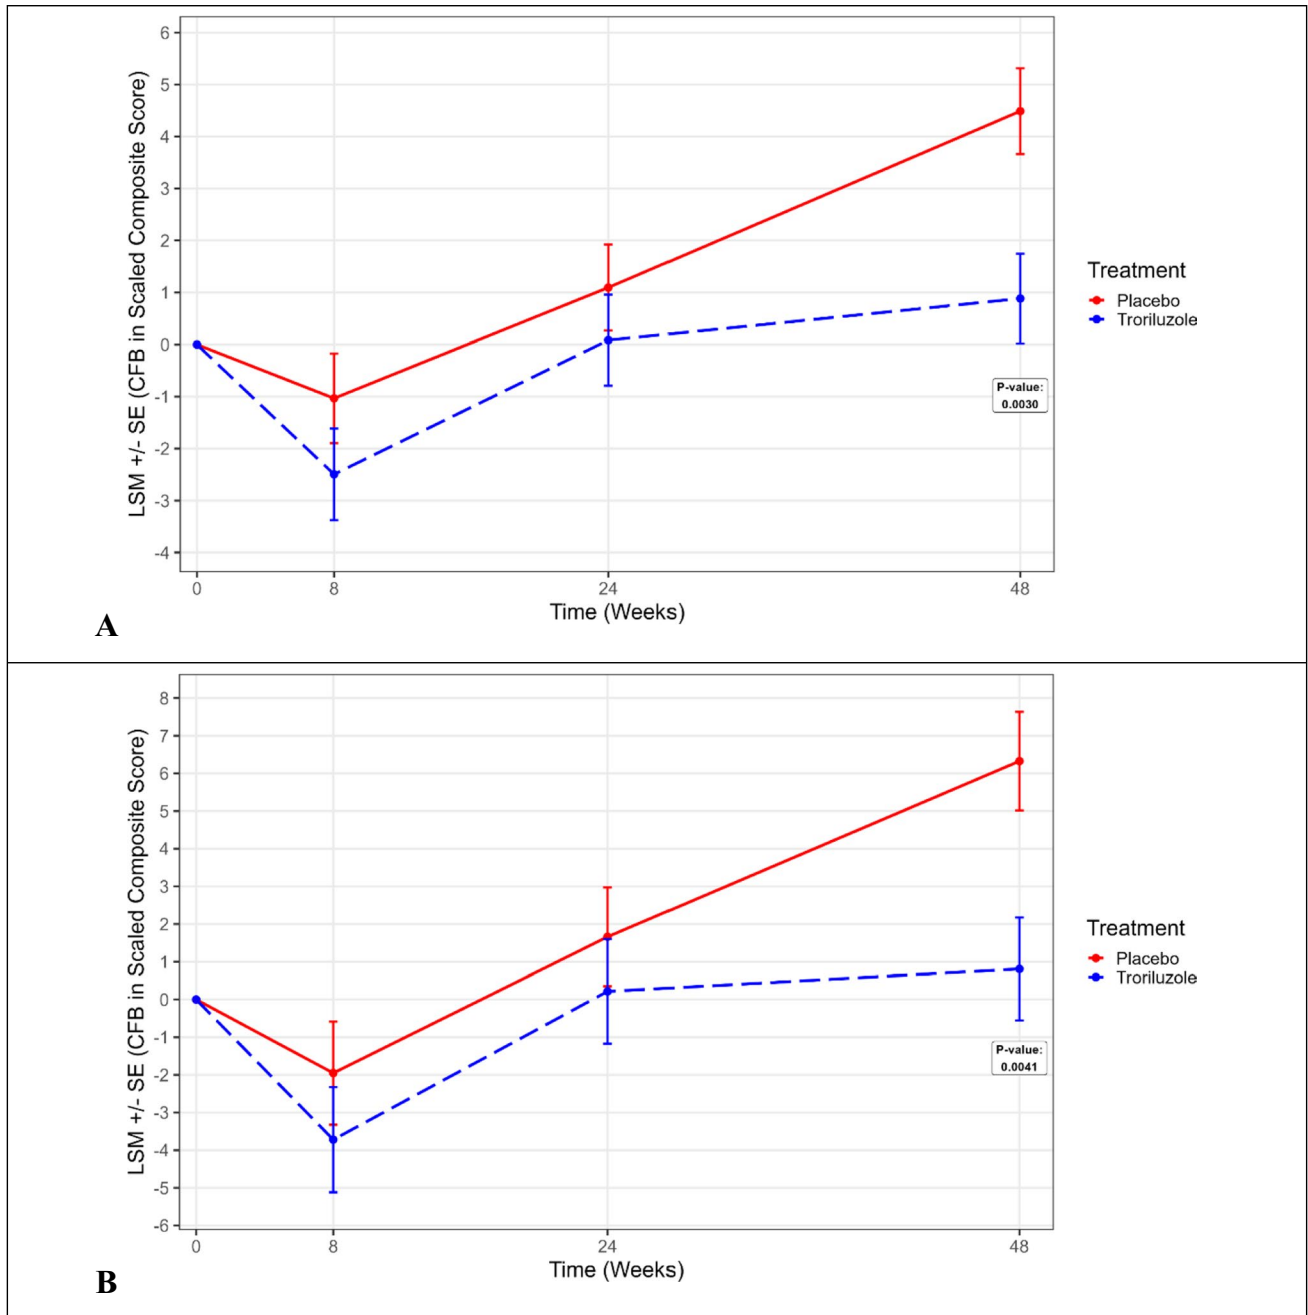 LSM +/- SE (CFB in Scaled Composite Score)
6
5
4
3
2
1
0
-1
-2
-3
-4
0 8 24 48
Time (Weeks)
P-value:
0.0030
Treatment
Placebo
Troriluzole
A
LSM +/- SE (CFB in Scaled Composite Score)
8
7
6
5
4
3
2
1
0
-1
-2
-3
-4
-5
-6
0 8 24 48
Time (Weeks)
P-value:
0.0041
Treatment
Placebo
Troriluzole
B